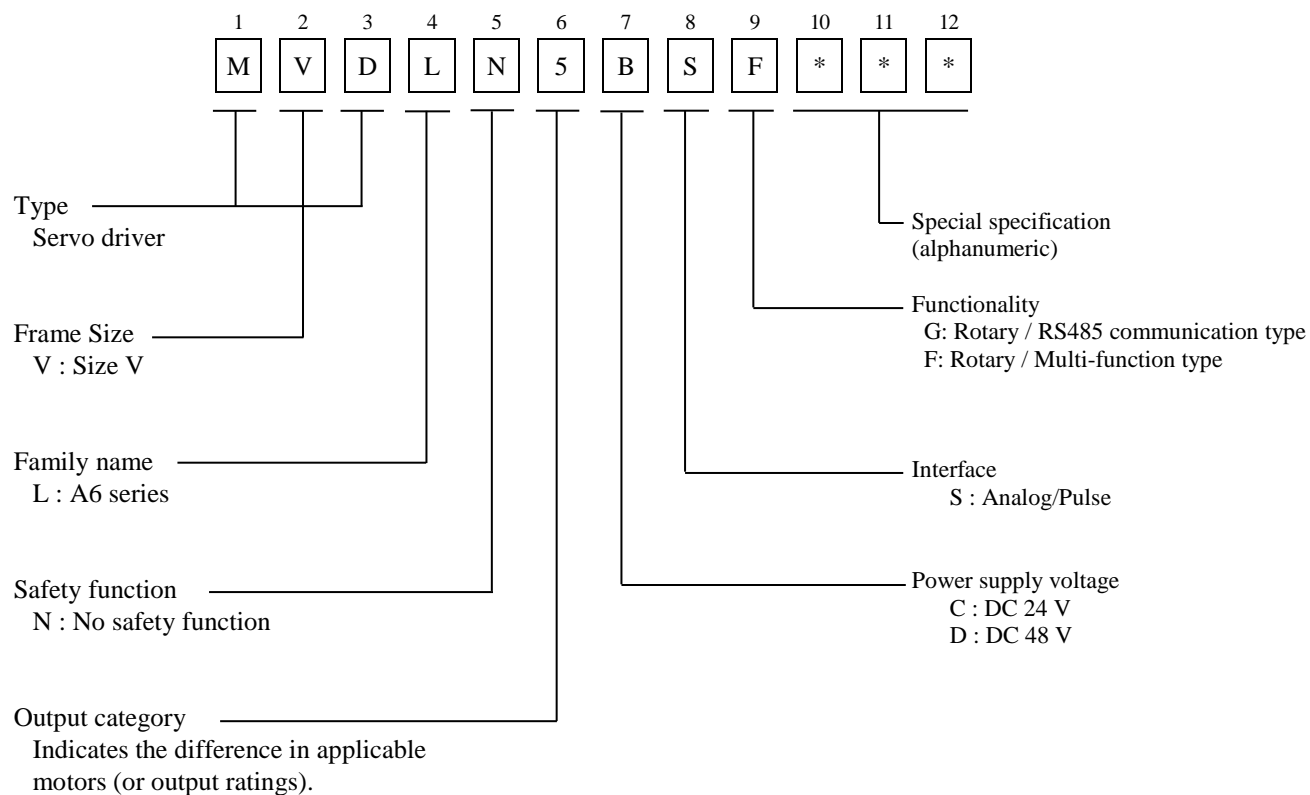 1 2 3 4 5 6 7 8 9 10 11 12
M V D L N 5 B S F * * *
Type
Servo driver
Frame Size
V : Size V
Family name
L : A6 series
Safety function
N : No safety function
Output category
Indicates the difference in applicable
motors (or output ratings).
Special specification
(alphanumeric)
Functionality
G: Rotary / RS485 communication type
F: Rotary / Multi-function type
Interface
S : Analog/Pulse
Power supply voltage
C : DC 24 V
D : DC 48 V